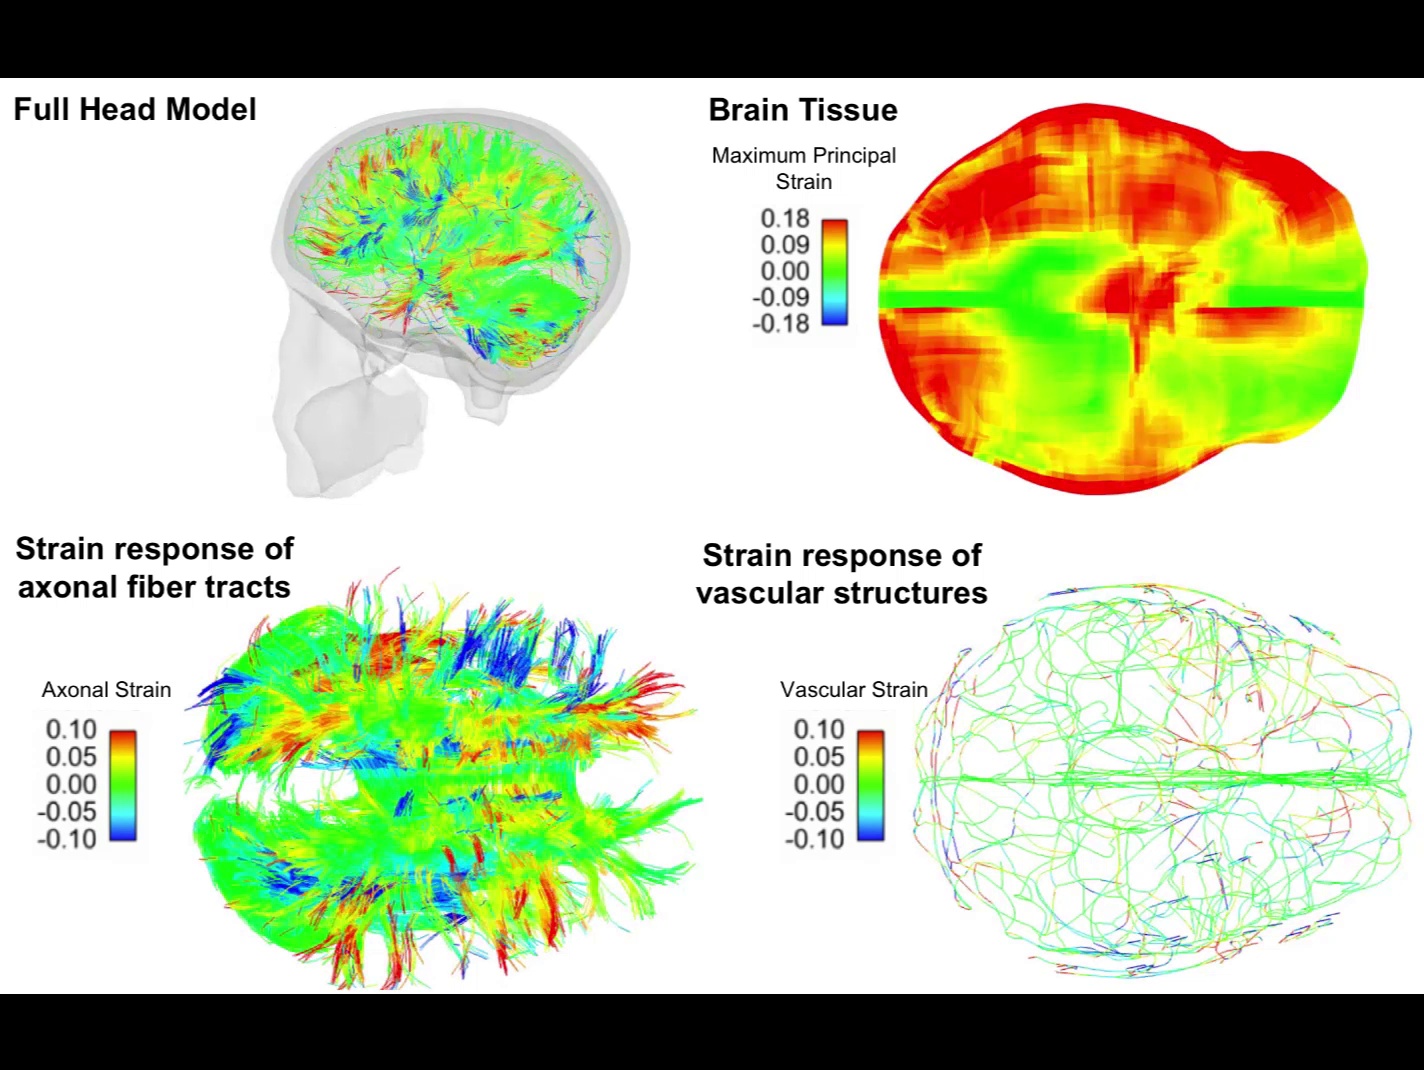 Full Head Model
Brain Tissue
Maximum Principal
Strain
0.18
0.09
0.00
-0.09
-0.18
Strain response of
axonal fiber tracts
Axonal Strain
0.10
0.05
0.00
-0.05
-0.10
Strain response of
vascular structures
Vascular Strain
0.10
0.05
0.00
-0.05
-0.10